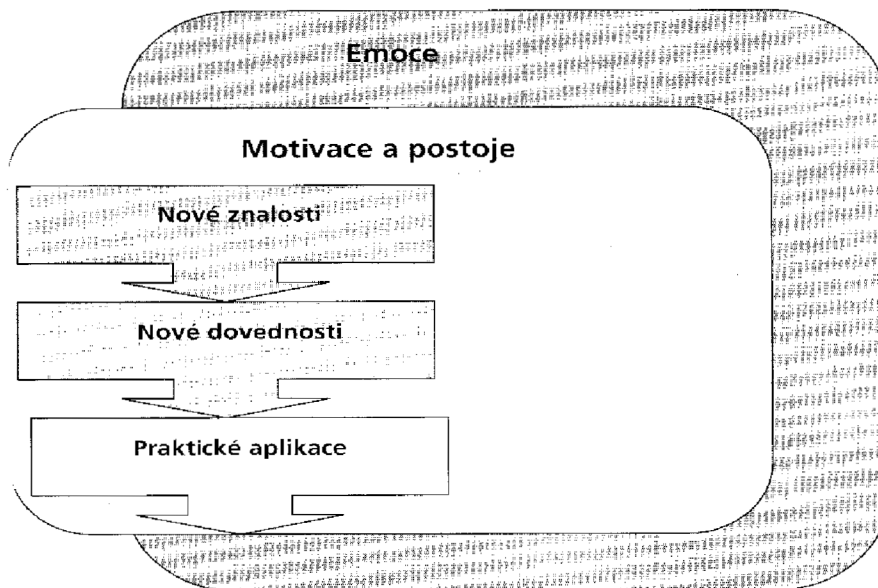 Emoce
Motivace a postoje
Nové znalosti
Nové dovednosti
Praktické aplikace